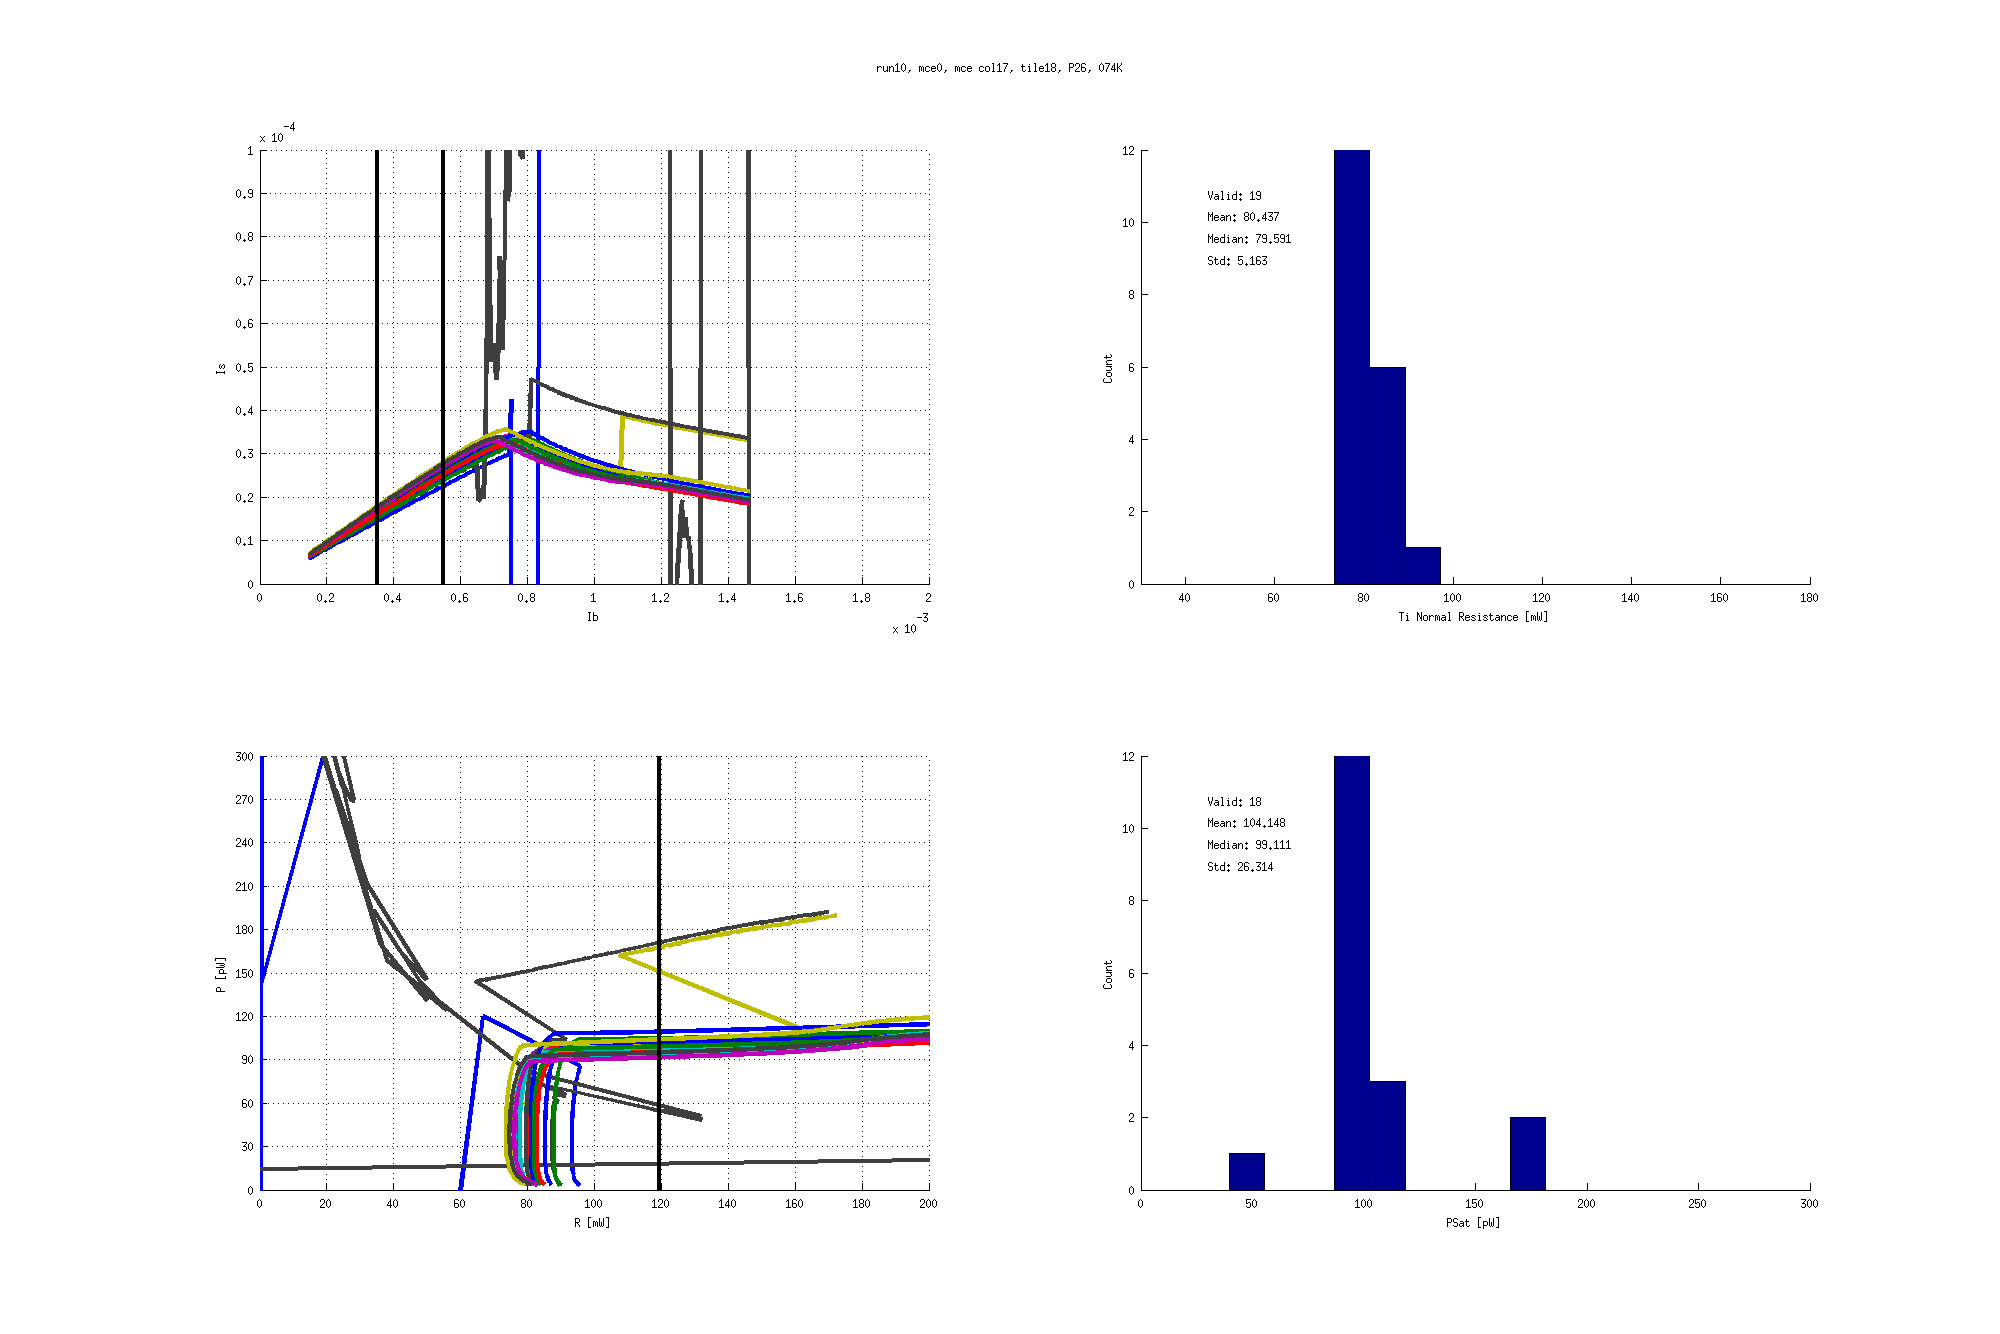 run10, mce0, mce col17, tile18, P26, 074K
x 10^-4
1
0.9
0.8
0.7
0.6
0.5
0.4
0.3
0.2
0.1
0
Is
0 0.2 0.4 0.6 0.8 1 1.2 1.4 1.6 1.8 2
Ib
x 10^-3
12
10
8
6
4
2
0
Count
Valid: 19
Mean: 80.437
Median: 79.591
Std: 5.163
40 60 80 100 120 140 160 180
Ti Normal Resistance [mW]
300
270
240
210
180
150
120
90
60
30
0
P [pW]
0 20 40 60 80 100 120 140 160 180 200
R [mW]
12
10
8
6
4
2
0
Count
Valid: 18
Mean: 104.148
Median: 99.111
Std: 26.314
0 50 100 150 200 250 300
PSat [pW]